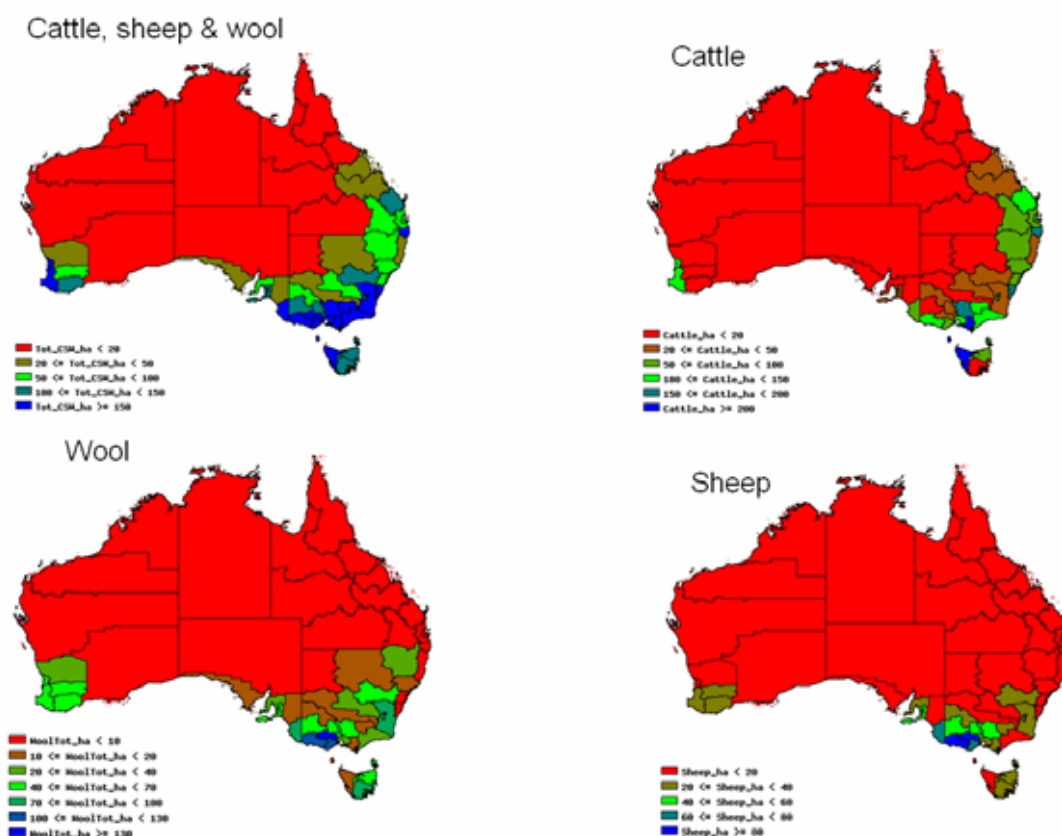 Cattle, sheep & wool
Tot_CSW_ha < 20
20 <= Tot_CSW_ha < 50
50 <= Tot_CSW_ha < 100
100 <= Tot_CSW_ha < 150
Tot_CSW_ha >= 150
Cattle
Cattle_ha < 20
20 <= Cattle_ha < 50
50 <= Cattle_ha < 100
100 <= Cattle_ha < 150
150 <= Cattle_ha < 200
Cattle_ha >= 200
Wool
WoolTot_ha < 10
10 <= WoolTot_ha < 20
20 <= WoolTot_ha < 40
40 <= WoolTot_ha < 70
70 <= WoolTot_ha < 100
100 <= WoolTot_ha < 130
WoolTot_ha >= 130
Sheep
Sheep_ha < 20
20 <= Sheep_ha < 40
40 <= Sheep_ha < 60
60 <= Sheep_ha < 80
Sheep_ha >= 80